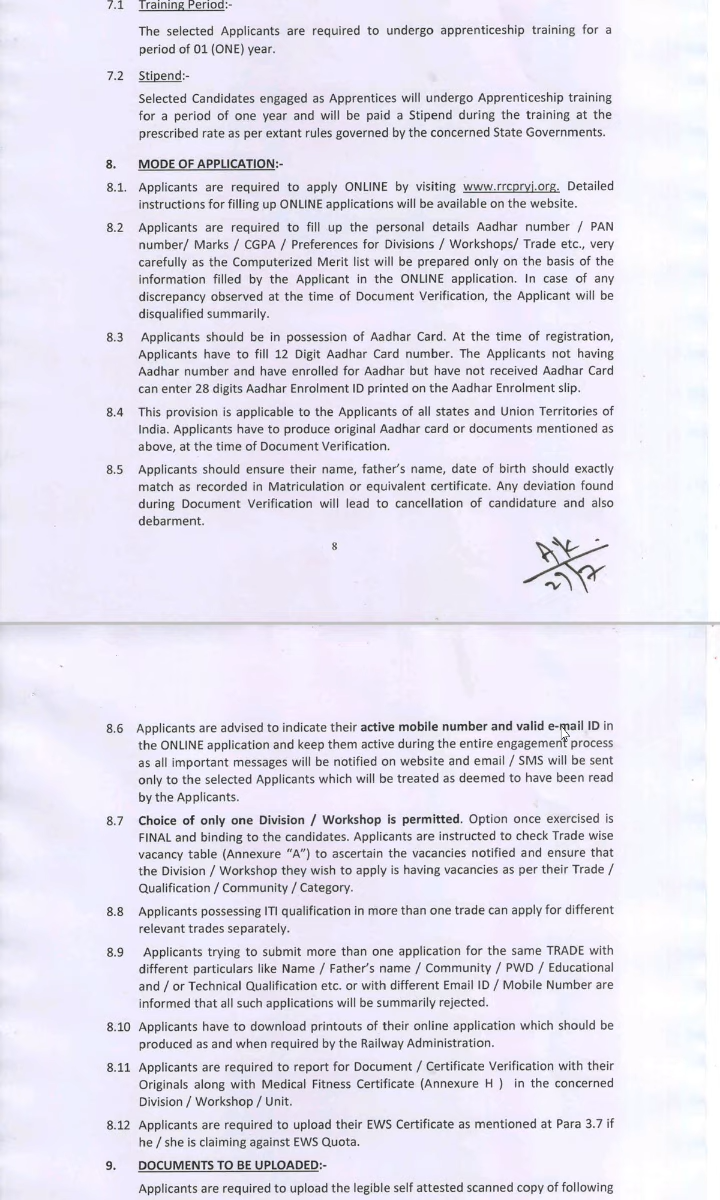 7.1 Training Period:-
The selected Applicants are required to undergo apprenticeship training for a
period of 01 (ONE) year.
7.2 Stipend:-
Selected Candidates engaged as Apprentices will undergo Apprenticeship training
for a period of one year and will be paid a Stipend during the training at the
prescribed rate as per extant rules governed by the concerned State Governments.
8. MODE OF APPLICATION:-
8.1. Applicants are required to apply ONLINE by visiting www.rrcpryj.org. Detailed
instructions for filling up ONLINE applications will be available on the website.
8.2 Applicants are required to fill up the personal details Aadhar number / PAN
number/ Marks / CGPA / Preferences for Divisions / Workshops/ Trade etc., very
carefully as the Computerized Merit list will be prepared only on the basis of the
information filled by the Applicant in the ONLINE application. In case of any
discrepancy observed at the time of Document Verification, the Applicant will be
disqualified summarily.
8.3 Applicants should be in possession of Aadhar Card. At the time of registration,
Applicants have to fill 12 Digit Aadhar Card number. The Applicants not having
Aadhar number and have enrolled for Aadhar but have not received Aadhar Card
can enter 28 digits Aadhar Enrolment ID printed on the Aadhar Enrolment slip.
8.4 This provision is applicable to the Applicants of all states and Union Territories of
India. Applicants have to produce original Aadhar card or documents mentioned as
above, at the time of Document Verification.
8.5 Applicants should ensure their name, father's name, date of birth should exactly
match as recorded in Matriculation or equivalent certificate. Any deviation found
during Document Verification will lead to cancellation of candidature and also
debarment.
8
8.6 Applicants are advised to indicate their active mobile number and valid e-mail ID in
the ONLINE application and keep them active during the entire engagement process
as all important messages will be notified on website and email / SMS will be sent
only to the selected Applicants which will be treated as deemed to have been read
by the Applicants.
8.7 Choice of only one Division / Workshop is permitted. Option once exercised is
FINAL and binding to the candidates. Applicants are instructed to check Trade wise
vacancy table (Annexure "A") to ascertain the vacancies notified and ensure that
the Division / Workshop they wish to apply is having vacancies as per their Trade /
Qualification / Community / Category.
8.8 Applicants possessing ITI qualification in more than one trade can apply for different
relevant trades separately.
8.9 Applicants trying to submit more than one application for the same TRADE with
different particulars like Name / Father's name / Community / PWD / Educational
and / or Technical Qualification etc. or with different Email ID / Mobile Number are
informed that all such applications will be summarily rejected.
8.10 Applicants have to download printouts of their online application which should be
produced as and when required by the Railway Administration.
8.11 Applicants are required to report for Document / Certificate Verification with their
Originals along with Medical Fitness Certificate (Annexure H ) in the concerned
Division / Workshop / Unit.
8.12 Applicants are required to upload their EWS Certificate as mentioned at Para 3.7 if
he / she is claiming against EWS Quota.
9. DOCUMENTS TO BE UPLOADED:-
Applicants are required to upload the legible self attested scanned copy of following